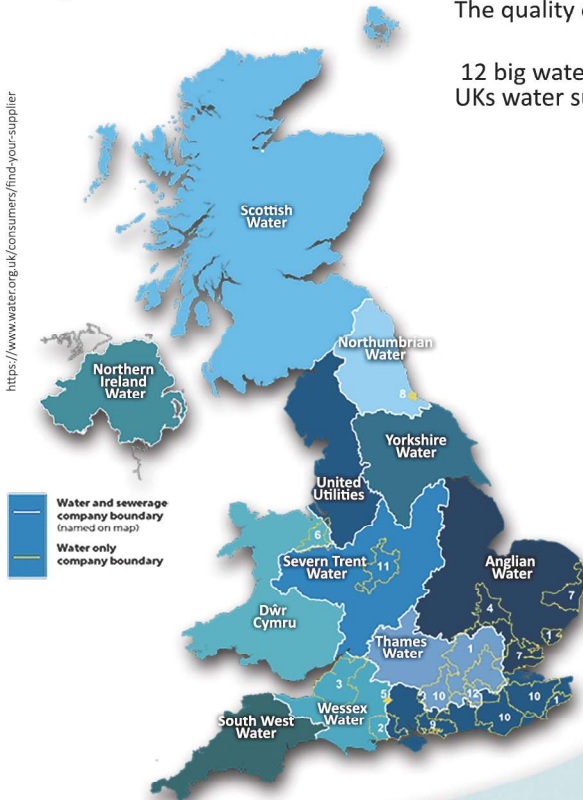 The quality
12 big wate
UKs water su
https://www.water.org.uk/consumers/find-your-supplier
Scottish
Water
Northumbrian
Water
Northern
Ireland
Water
8
Yorkshire
Water
United
Utilities
Water and sewerage
company boundary
(named on map)
Water only
company boundary
6
Severn Trent
Water
11
Anglian
Water
7
4
Dŵr
Cymru
1
Thames
Water
1
7
3
5
10
12
10
1
Wessex
Water
South West
Water
2
9
10